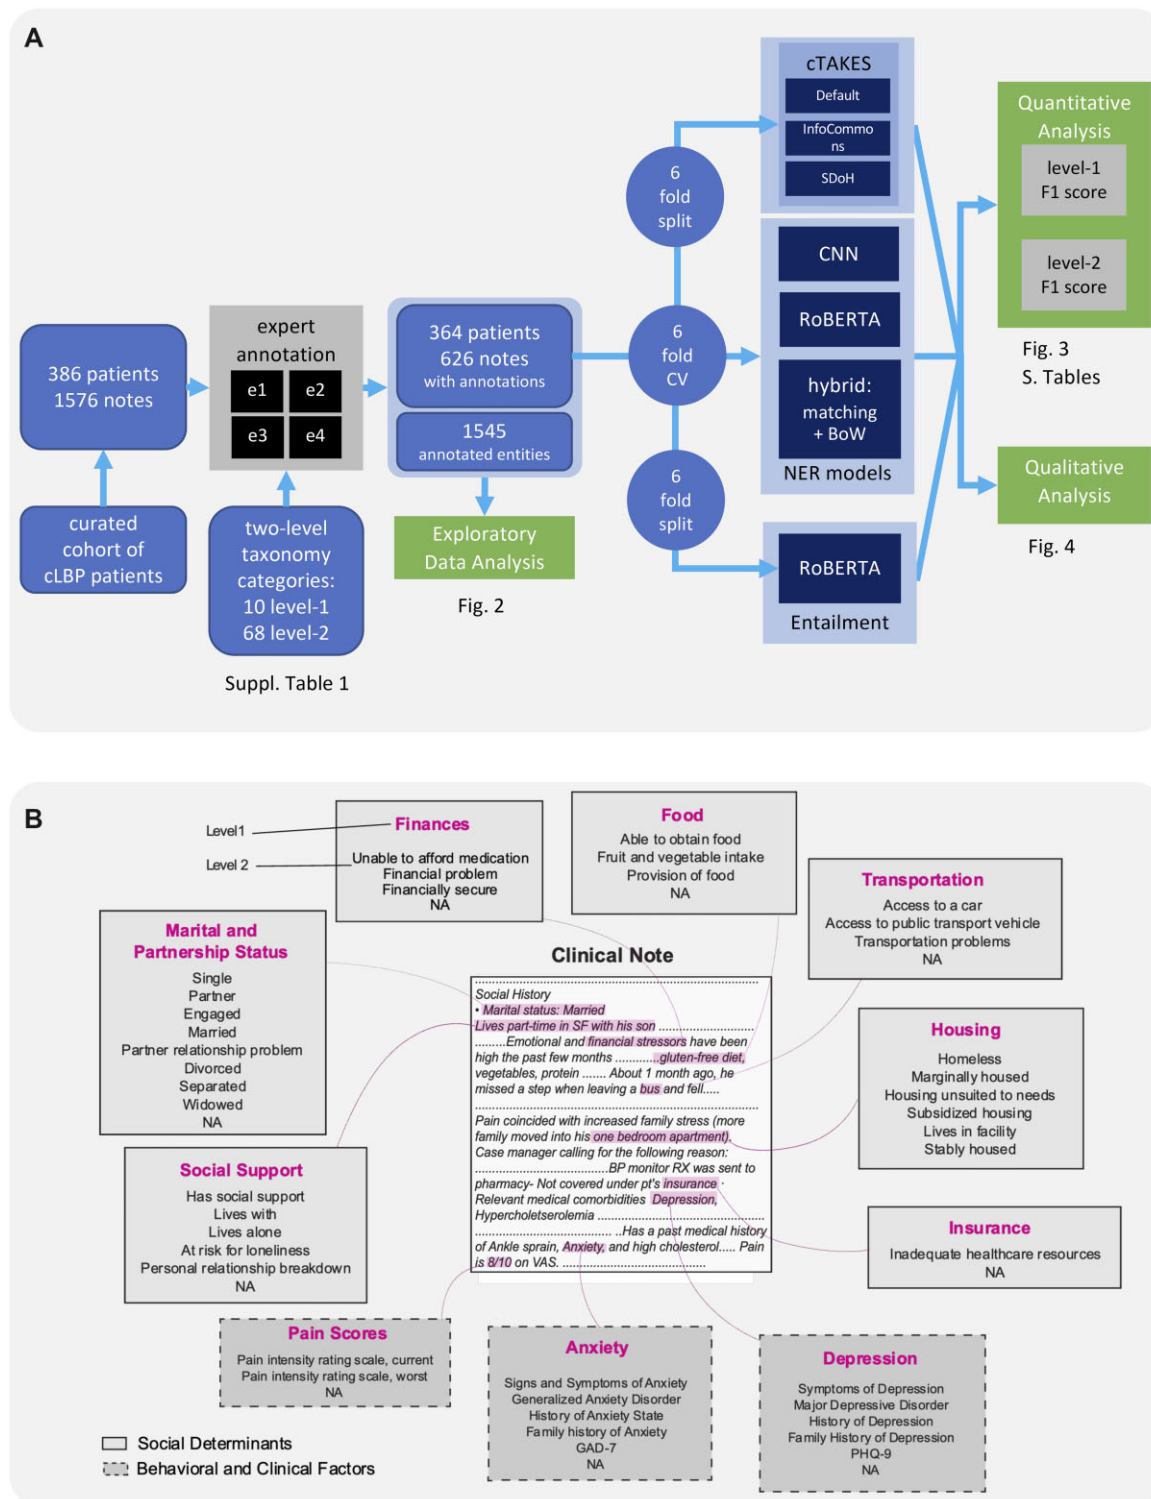 A
386 patients
1576 notes
curated
cohort of
cLBP patients
expert
annotation
e1
e2
e3
e4
two-level
taxonomy
categories:
10 level-1
68 level-2
Suppl. Table 1
364 patients
626 notes
with annotations
1545
annotated entities
Exploratory
Data Analysis
Fig. 2
6
fold
split
6
fold
CV
6
fold
split
cTAKES
Default
InfoCommo
ns
SDoH
CNN
RoBERTA
hybrid:
matching
+ BoW
NER models
RoBERTA
Entailment
Quantitative
Analysis
level-1
F1 score
level-2
F1 score
Fig. 3
S. Tables
Qualitative
Analysis
Fig. 4
B
Level1
Level 2
Finances
Unable to afford medication
Financial problem
Financially secure
NA
Food
Able to obtain food
Fruit and vegetable intake
Provision of food
NA
Transportation
Access to a car
Access to public transport vehicle
Transportation problems
NA
Marital and
Partnership Status
Single
Partner
Engaged
Married
Partner relationship problem
Divorced
Separated
Widowed
NA
Clinical Note
Social History
• Marital status: Married
Lives part-time in SF with his son ............................
.........Emotional and financial stressors have been
high the past few months ............gluten-free diet,
vegetables, protein ....... About 1 month ago, he
missed a step when leaving a bus and fell.....
Pain coincided with increased family stress (more
family moved into his one bedroom apartment).
Case manager calling for the following reason:
........................................BP monitor RX was sent to
pharmacy- Not covered under pt's insurance ·
Relevant medical comorbidities Depression,
Hypercholetserolemia ..................................................
.......................................... ..Has a past medical history
of Ankle sprain, Anxiety, and high cholesterol..... Pain
is 8/10 on VAS. ...........................................
Housing
Homeless
Marginally housed
Housing unsuited to needs
Subsidized housing
Lives in facility
Stably housed
Social Support
Has social support
Lives with
Lives alone
At risk for loneliness
Personal relationship breakdown
NA
Insurance
Inadequate healthcare resources
NA
Pain Scores
Pain intensity rating scale, current
Pain intensity rating scale, worst
NA
Anxiety
Signs and Symptoms of Anxiety
Generalized Anxiety Disorder
History of Anxiety State
Family history of Anxiety
GAD-7
NA
Depression
Symptoms of Depression
Major Depressive Disorder
History of Depression
Family History of Depression
PHQ-9
NA
Social Determinants
Behavioral and Clinical Factors